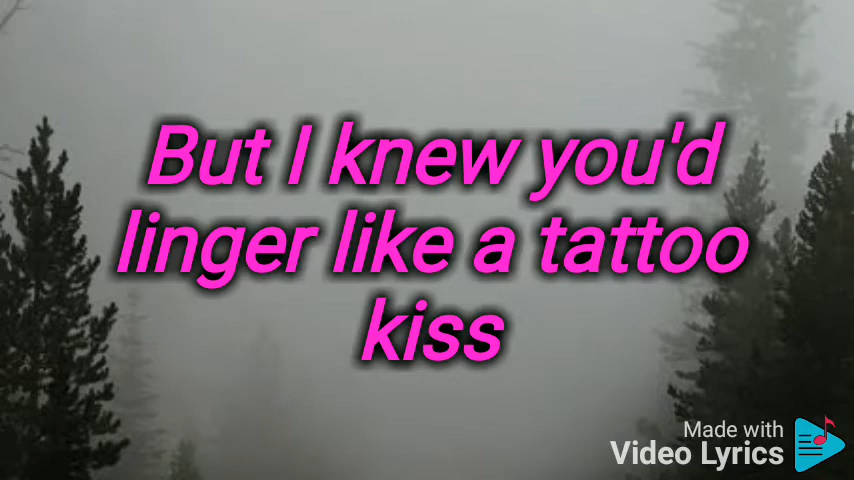 But I knew you'd
linger like a tattoo
kiss
Made with
Video Lyrics